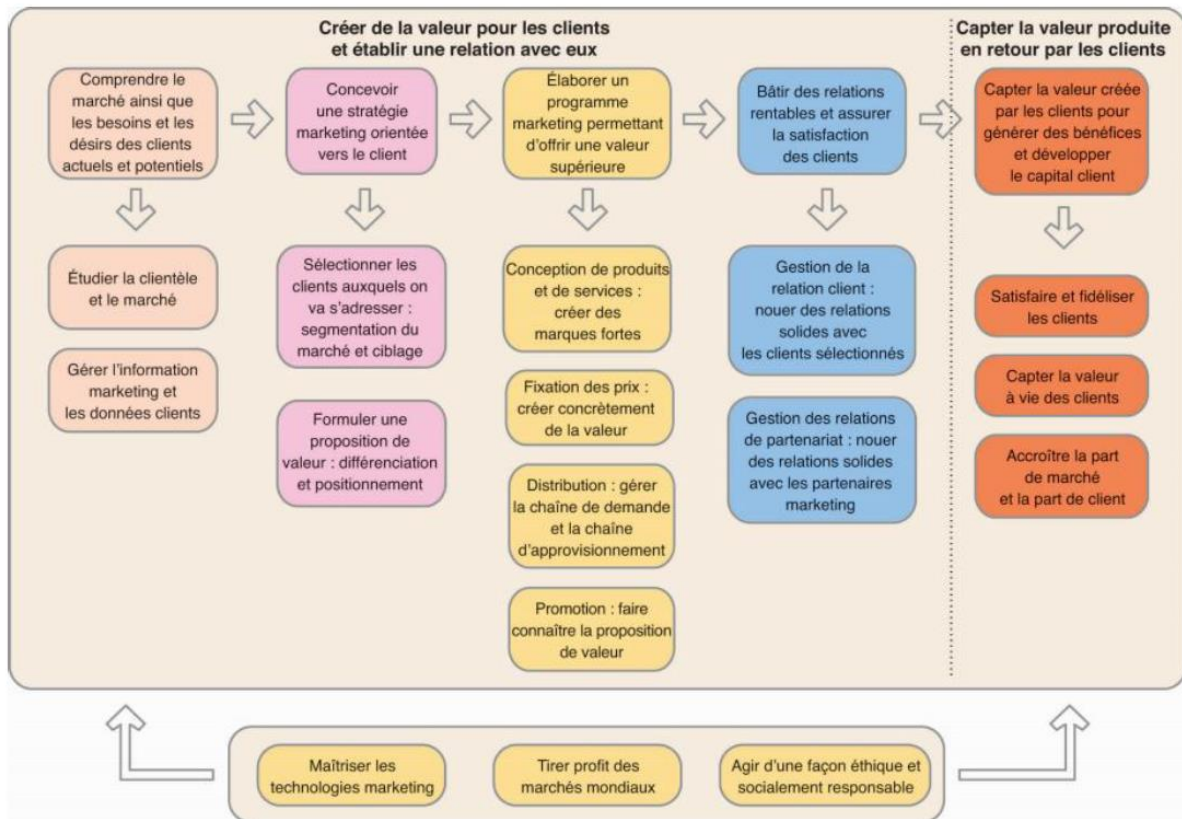 Créer de la valeur pour les clients
et établir une relation avec eux
Capter la valeur produite
en retour par les clients
Comprendre le
marché ainsi que
les besoins et les
désirs des clients
actuels et potentiels
Concevoir
une stratégie
marketing orientée
vers le client
Élaborer un
programme
marketing permettant
d'offrir une valeur
supérieure
Bâtir des relations
rentables et assurer
la satisfaction
des clients
Capter la valeur créée
par les clients pour
générer des bénéfices
et développer
le capital client
Étudier la clientèle
et le marché
Gérer l'information
marketing et
les données clients
Sélectionner les
clients auxquels on
va s'adresser :
segmentation du
marché et ciblage
Formuler une
proposition de
valeur : différenciation
et positionnement
Conception de produits
et de services :
créer des
marques fortes
Fixation des prix :
créer concrètement
de la valeur
Distribution : gérer
la chaîne de demande
et la chaîne
d'approvisionnement
Promotion : faire
connaître la proposition
de valeur
Gestion de la
relation client :
nouer des relations
solides avec
les clients sélectionnés
Gestion des relations
de partenariat : nouer
des relations solides
avec les partenaires
marketing
Satisfaire et fidéliser
les clients
Capter la valeur
à vie des clients
Accroître la part
de marché
et la part de client
Maîtriser les
technologies marketing
Tirer profit des
marchés mondiaux
Agir d'une façon éthique et
socialement responsable